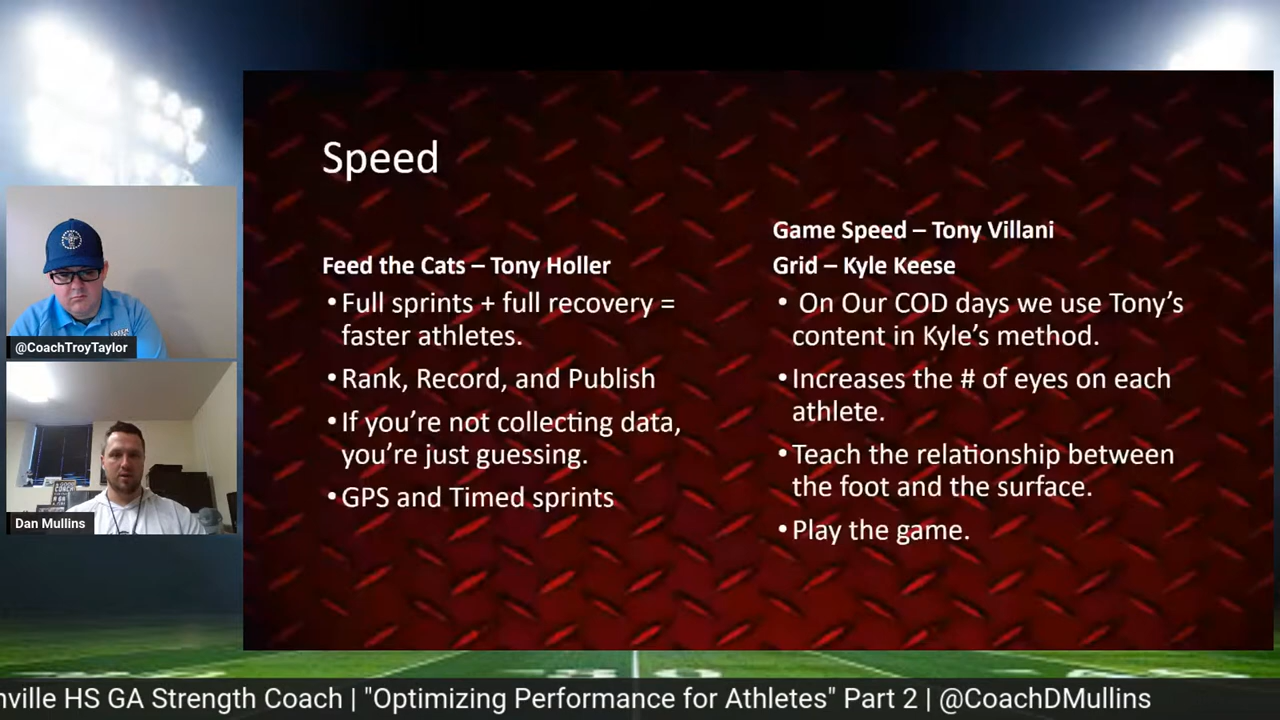 Speed
Feed the Cats – Tony Holler
•Full sprints + full recovery =
faster athletes.
•Rank, Record, and Publish
•If you're not collecting data,
you're just guessing.
•GPS and Timed sprints
Game Speed – Tony Villani
Grid – Kyle Keese
• On Our COD days we use Tony's
content in Kyle's method.
•Increases the # of eyes on each
athlete.
•Teach the relationship between
the foot and the surface.
•Play the game.
@CoachTroyTaylor
Dan Mullins
nville HS GA Strength Coach | "Optimizing Performance for Athletes" Part 2 | @CoachDMullins